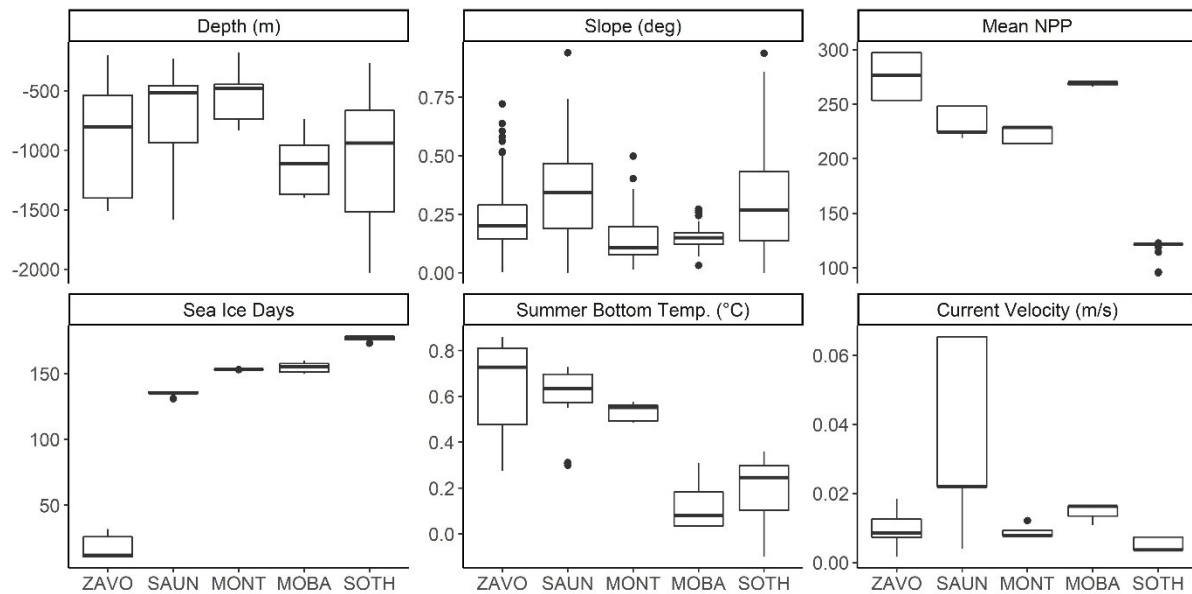 Depth (m)
Slope (deg)
Mean NPP
-500
-1000
-1500
-2000
0.75
0.50
0.25
0.00
300
250
200
150
100
Sea Ice Days
Summer Bottom Temp. (°C)
Current Velocity (m/s)
150
100
50
0.8
0.6
0.4
0.2
0.0
0.06
0.04
0.02
0.00
ZAVO SAUN MONT MOBA SOTH
ZAVO SAUN MONT MOBA SOTH
ZAVO SAUN MONT MOBA SOTH